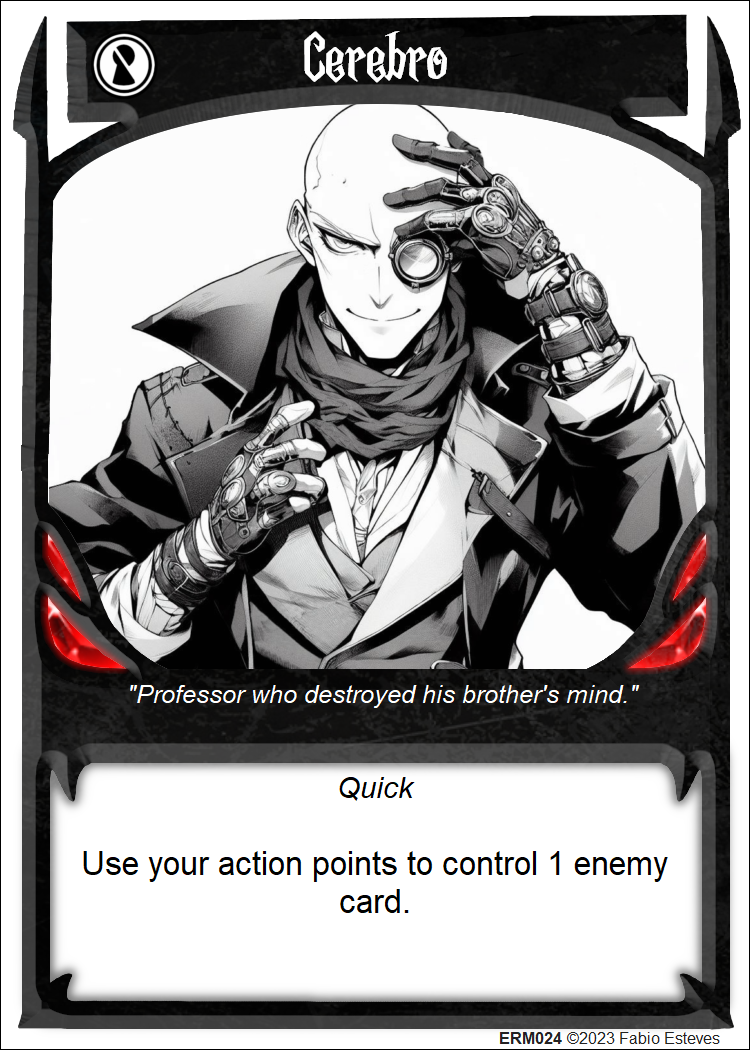 Cerebro
"Professor who destroyed his brother's mind."
Quick
Use your action points to control 1 enemy
card.
ERM024 ©2023 Fabio Esteves